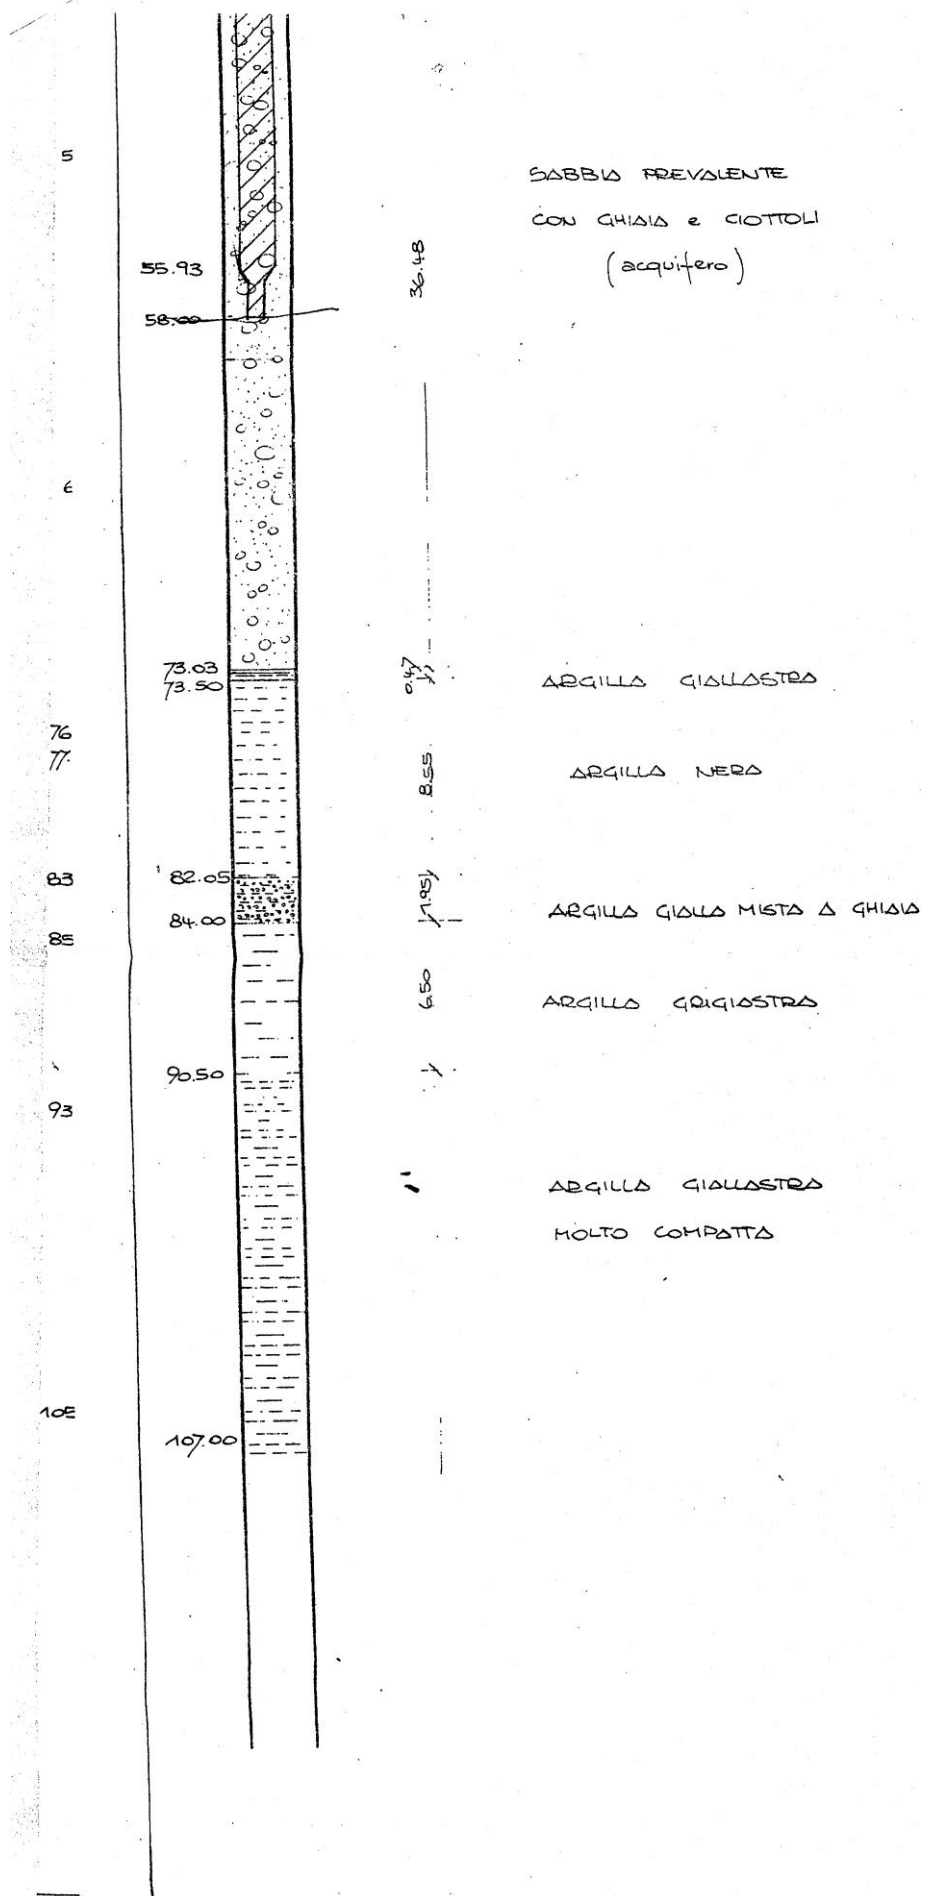 5
SABBIA PREVALENTE
CON GHIAIA e CIOTTOLI
(acquifero)
36.48
55.93
58.00
6
73.03
73.50
0.47
ARGILLA GIALLASTRA
76
77
8.55
ARGILLA NERA
83
82.05
84.00
1.95
ARGILLA GIALLA MISTA A GHIAIA
85
6.50
ARGILLA GRIGIASTRA
90.50
93
ARGILLA GIALLASTRA
MOLTO COMPATTA
105
107.00